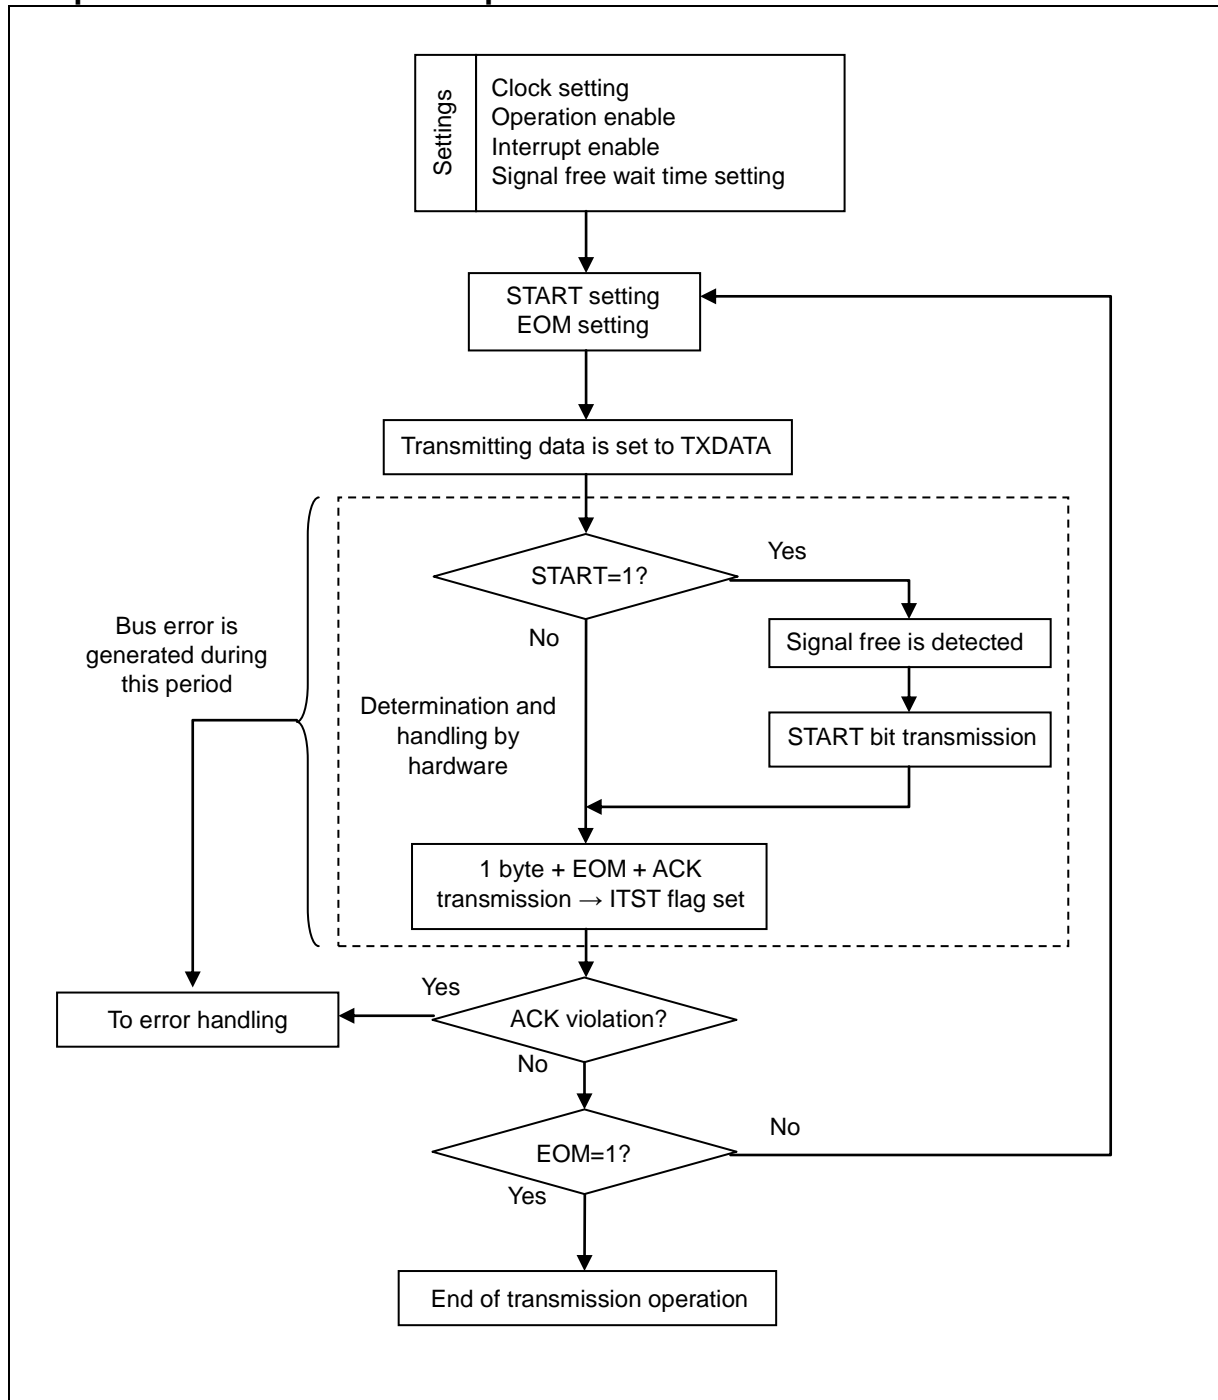 Settings
Clock setting
Operation enable
Interrupt enable
Signal free wait time setting
START setting
EOM setting
Transmitting data is set to TXDATA
START=1?
Yes
No
Signal free is detected
START bit transmission
Bus error is
generated during
this period
Determination and
handling by
hardware
1 byte + EOM + ACK
transmission → ITST flag set
ACK violation?
Yes
No
To error handling
EOM=1?
No
Yes
End of transmission operation